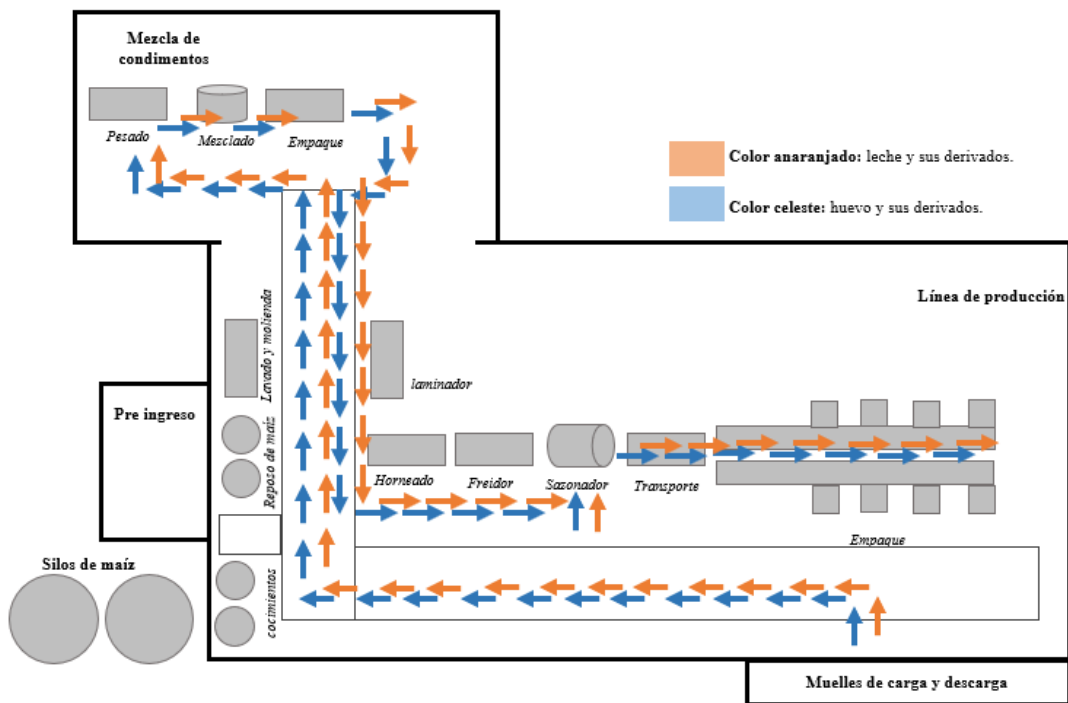 Mezcla de
condimentos
Pesado
Mezclado
Empaque
Color anaranjado: leche y sus derivados.
Color celeste: huevo y sus derivados.
Línea de producción
Lavado y molienda
laminador
Pre ingreso
Reposo de maíz
Horneado
Freidor
Sazonador
Transporte
Empaque
Silos de maíz
cocimientos
Muelles de carga y descarga